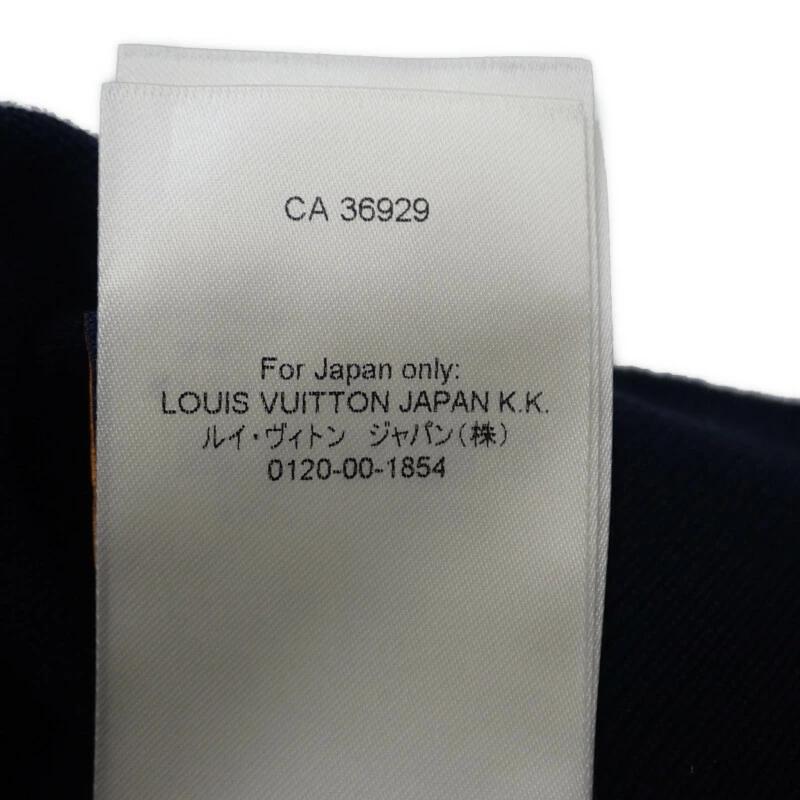 CA 36929
For Japan only:
LOUIS VUITTON JAPAN K.K.
ルイ・ヴィトン ジャパン(株)
0120-00-1854